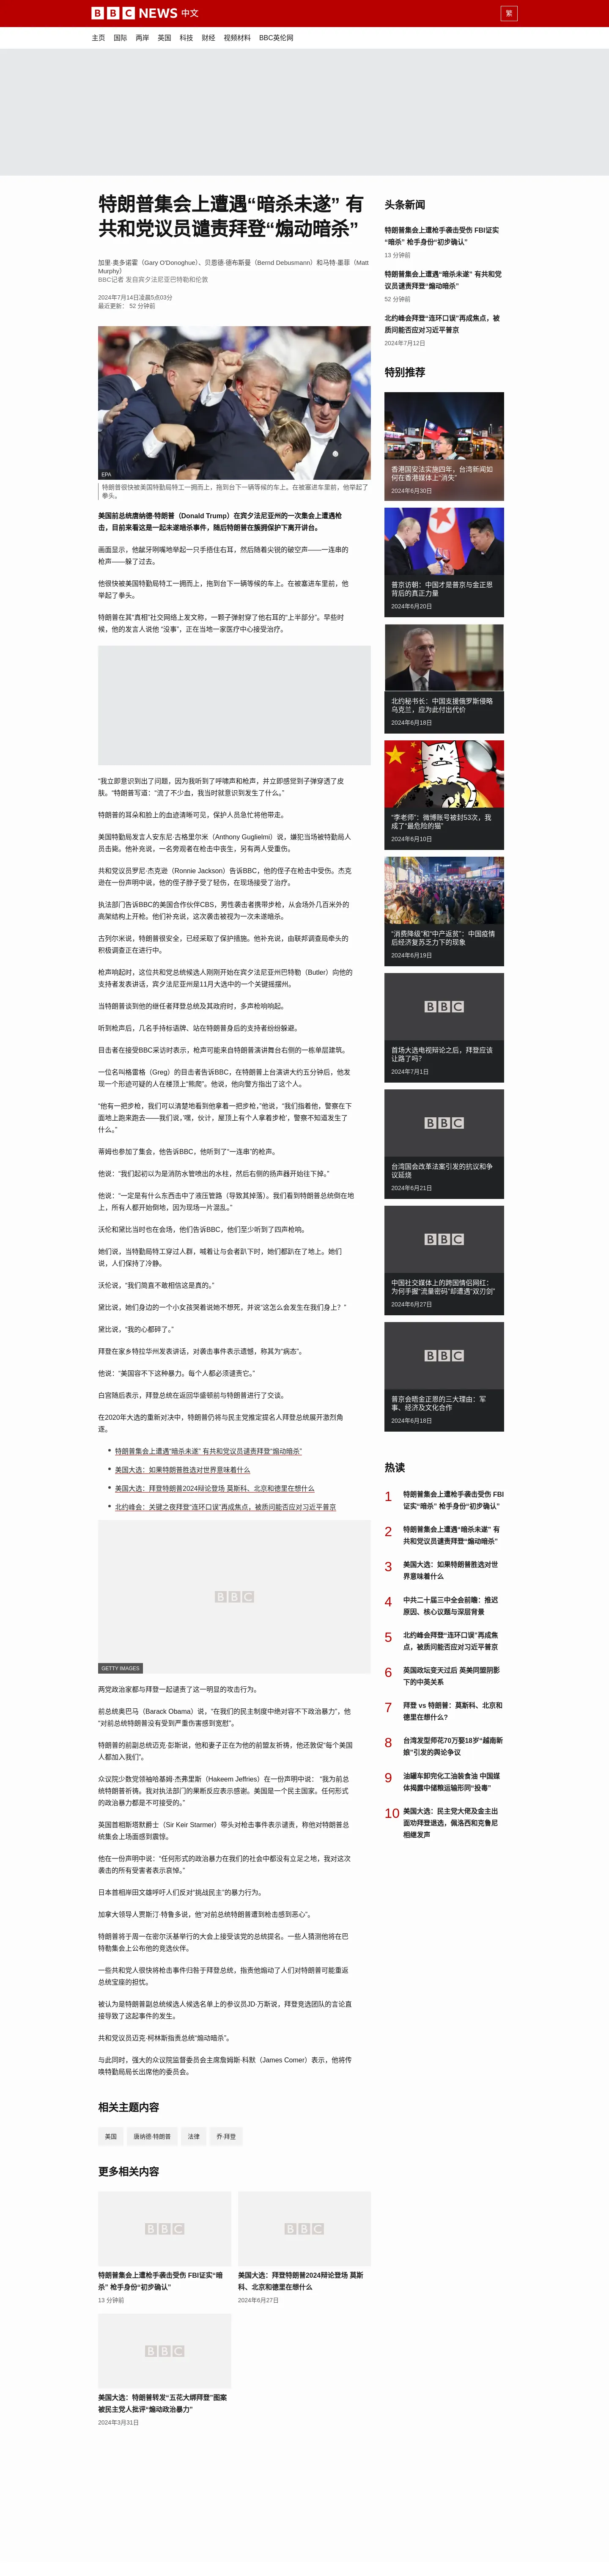 BBC NEWS 中文
繁
主页 国际 两岸 英国 科技 财经 视频材料 BBC英伦网
特朗普集会上遭遇“暗杀未遂” 有
共和党议员谴责拜登“煽动暗杀”
加里·奥多诺霍（Gary O'Donoghue）、贝恩德·德布斯曼（Bernd Debusmann）和马特·墨菲（Matt
Murphy）
BBC记者 发自宾夕法尼亚巴特勒和伦敦
2024年7月14日凌晨5点03分
最近更新： 52 分钟前
EPA
特朗普很快被美国特勤局特工一拥而上，拖到台下一辆等候的车上。在被塞进车里前，他举起了
拳头。
美国前总统唐纳德·特朗普（Donald Trump）在宾夕法尼亚州的一次集会上遭遇枪
击，目前来看这是一起未遂暗杀事件，随后特朗普在簇拥保护下离开讲台。
画面显示，他龇牙咧嘴地举起一只手捂住右耳，然后随着尖锐的破空声——一连串的
枪声——躲了过去。
他很快被美国特勤局特工一拥而上，拖到台下一辆等候的车上。在被塞进车里前，他
举起了拳头。
特朗普在其“真相”社交网络上发文称，一颗子弹射穿了他右耳的“上半部分”。早些时
候，他的发言人说他 “没事”，正在当地一家医疗中心接受治疗。
“我立即意识到出了问题，因为我听到了呼啸声和枪声，并立即感觉到子弹穿透了皮
肤。”特朗普写道：“流了不少血，我当时就意识到发生了什么。”
特朗普的耳朵和脸上的血迹清晰可见，保护人员急忙将他带走。
美国特勤局发言人安东尼·古格里尔米（Anthony Guglielmi）说，嫌犯当场被特勤局人
员击毙。他补充说，一名旁观者在枪击中丧生，另有两人受重伤。
共和党议员罗尼·杰克逊（Ronnie Jackson）告诉BBC，他的侄子在枪击中受伤。杰克
逊在一份声明中说，他的侄子脖子受了轻伤，在现场接受了治疗。
执法部门告诉BBC的美国合作伙伴CBS，男性袭击者携带步枪，从会场外几百米外的
高架结构上开枪。他们补充说，这次袭击被视为一次未遂暗杀。
古列尔米说，特朗普很安全，已经采取了保护措施。他补充说，由联邦调查局牵头的
积极调查正在进行中。
枪声响起时，这位共和党总统候选人刚刚开始在宾夕法尼亚州巴特勒（Butler）向他的
支持者发表讲话，宾夕法尼亚州是11月大选中的一个关键摇摆州。
当特朗普谈到他的继任者拜登总统及其政府时，多声枪响响起。
听到枪声后，几名手持标语牌、站在特朗普身后的支持者纷纷躲避。
目击者在接受BBC采访时表示，枪声可能来自特朗普演讲舞台右侧的一栋单层建筑。
一位名叫格雷格（Greg）的目击者告诉BBC，在特朗普上台演讲大约五分钟后，他发
现一个形迹可疑的人在楼顶上“熊爬”。他说，他向警方指出了这个人。
“他有一把步枪，我们可以清楚地看到他拿着一把步枪，”他说，“我们指着他，警察在下
面地上跑来跑去——我们说，‘嘿，伙计，屋顶上有个人拿着步枪’，警察不知道发生了
什么。”
蒂姆也参加了集会，他告诉BBC，他听到了“一连串”的枪声。
他说：“我们起初以为是消防水管喷出的水柱，然后右侧的扬声器开始往下掉。”
他说：“一定是有什么东西击中了液压管路（导致其掉落）。我们看到特朗普总统倒在地
上，所有人都开始倒地，因为现场一片混乱。”
沃伦和黛比当时也在会场，他们告诉BBC，他们至少听到了四声枪响。
她们说，当特勤局特工穿过人群，喊着让与会者趴下时，她们都趴在了地上。她们
说，人们保持了冷静。
沃伦说，“我们简直不敢相信这是真的。”
黛比说，她们身边的一个小女孩哭着说她不想死，并说“这怎么会发生在我们身上？”
黛比说，“我的心都碎了。”
拜登在家乡特拉华州发表讲话，对袭击事件表示遗憾，称其为“病态”。
他说：“美国容不下这种暴力。每个人都必须谴责它。”
白宫随后表示，拜登总统在返回华盛顿前与特朗普进行了交谈。
在2020年大选的重新对决中，特朗普仍将与民主党推定提名人拜登总统展开激烈角
逐。
特朗普集会上遭遇“暗杀未遂” 有共和党议员谴责拜登“煽动暗杀”
美国大选：如果特朗普胜选对世界意味着什么
美国大选：拜登特朗普2024辩论登场 莫斯科、北京和德里在想什么
北约峰会：关键之夜拜登“连环口误”再成焦点，被质问能否应对习近平普京
BBC
GETTY IMAGES
两党政治家都与拜登一起谴责了这一明显的攻击行为。
前总统奥巴马（Barack Obama）说，“在我们的民主制度中绝对容不下政治暴力”，他
“对前总统特朗普没有受到严重伤害感到宽慰”。
特朗普的前副总统迈克·彭斯说，他和妻子正在为他的前盟友祈祷，他还敦促“每个美国
人都加入我们”。
众议院少数党领袖哈基姆·杰弗里斯（Hakeem Jeffries）在一份声明中说： “我为前总
统特朗普祈祷。我对执法部门的果断反应表示感谢。美国是一个民主国家。任何形式
的政治暴力都是不可接受的。”
英国首相斯塔默爵士（Sir Keir Starmer）带头对枪击事件表示谴责，称他对特朗普总
统集会上场面感到震惊。
他在一份声明中说：“任何形式的政治暴力在我们的社会中都没有立足之地，我对这次
袭击的所有受害者表示哀悼。”
日本首相岸田文雄呼吁人们反对“挑战民主”的暴力行为。
加拿大领导人贾斯汀·特鲁多说，他“对前总统特朗普遭到枪击感到恶心”。
特朗普将于周一在密尔沃基举行的大会上接受该党的总统提名。一些人猜测他将在巴
特勒集会上公布他的竞选伙伴。
一些共和党人很快将枪击事件归咎于拜登总统，指责他煽动了人们对特朗普可能重返
总统宝座的担忧。
被认为是特朗普副总统候选人候选名单上的参议员JD·万斯说，拜登竞选团队的言论直
接导致了这起事件的发生。
共和党议员迈克·柯林斯指责总统“煽动暗杀”。
与此同时，强大的众议院监督委员会主席詹姆斯·科默（James Comer）表示，他将传
唤特勤局局长出席他的委员会。
相关主题内容
美国 唐纳德·特朗普 法律 乔·拜登
更多相关内容
BBC
特朗普集会上遭枪手袭击受伤 FBI证实“暗
杀” 枪手身份“初步确认”
13 分钟前
BBC
美国大选：拜登特朗普2024辩论登场 莫斯
科、北京和德里在想什么
2024年6月27日
BBC
美国大选：特朗普转发“五花大绑拜登”图案
被民主党人批评“煽动政治暴力”
2024年3月31日
头条新闻
特朗普集会上遭枪手袭击受伤 FBI证实
“暗杀” 枪手身份“初步确认”
13 分钟前
特朗普集会上遭遇“暗杀未遂” 有共和党
议员谴责拜登“煽动暗杀”
52 分钟前
北约峰会拜登“连环口误”再成焦点，被
质问能否应对习近平普京
2024年7月12日
特别推荐
香港国安法实施四年，台湾新闻如
何在香港媒体上“消失”
2024年6月30日
普京访朝：中国才是普京与金正恩
背后的真正力量
2024年6月20日
北约秘书长：中国支援俄罗斯侵略
乌克兰，应为此付出代价
2024年6月18日
“李老师”：微博账号被封53次，我
成了“最危险的猫”
2024年6月10日
“消费降级”和“中产返贫”：中国疫情
后经济复苏乏力下的现象
2024年6月19日
BBC
首场大选电视辩论之后，拜登应该
让路了吗？
2024年7月1日
BBC
台湾国会改革法案引发的抗议和争
议延烧
2024年6月21日
BBC
中国社交媒体上的跨国情侣网红：
为何手握“流量密码”却遭遇“双刃剑”
2024年6月27日
BBC
普京会晤金正恩的三大理由：军
事、经济及文化合作
2024年6月18日
热读
1 特朗普集会上遭枪手袭击受伤 FBI
证实“暗杀” 枪手身份“初步确认”
2 特朗普集会上遭遇“暗杀未遂” 有
共和党议员谴责拜登“煽动暗杀”
3 美国大选：如果特朗普胜选对世
界意味着什么
4 中共二十届三中全会前瞻：推迟
原因、核心议题与深层背景
5 北约峰会拜登“连环口误”再成焦
点，被质问能否应对习近平普京
6 英国政坛变天过后 英美同盟阴影
下的中英关系
7 拜登 vs 特朗普：莫斯科、北京和
德里在想什么?
8 台湾发型师花70万娶18岁“越南新
娘”引发的舆论争议
9 油罐车卸完化工油装食油 中国媒
体揭露中储粮运输形同“投毒”
10 美国大选：民主党大佬及金主出
面劝拜登退选，佩洛西和克鲁尼
相继发声